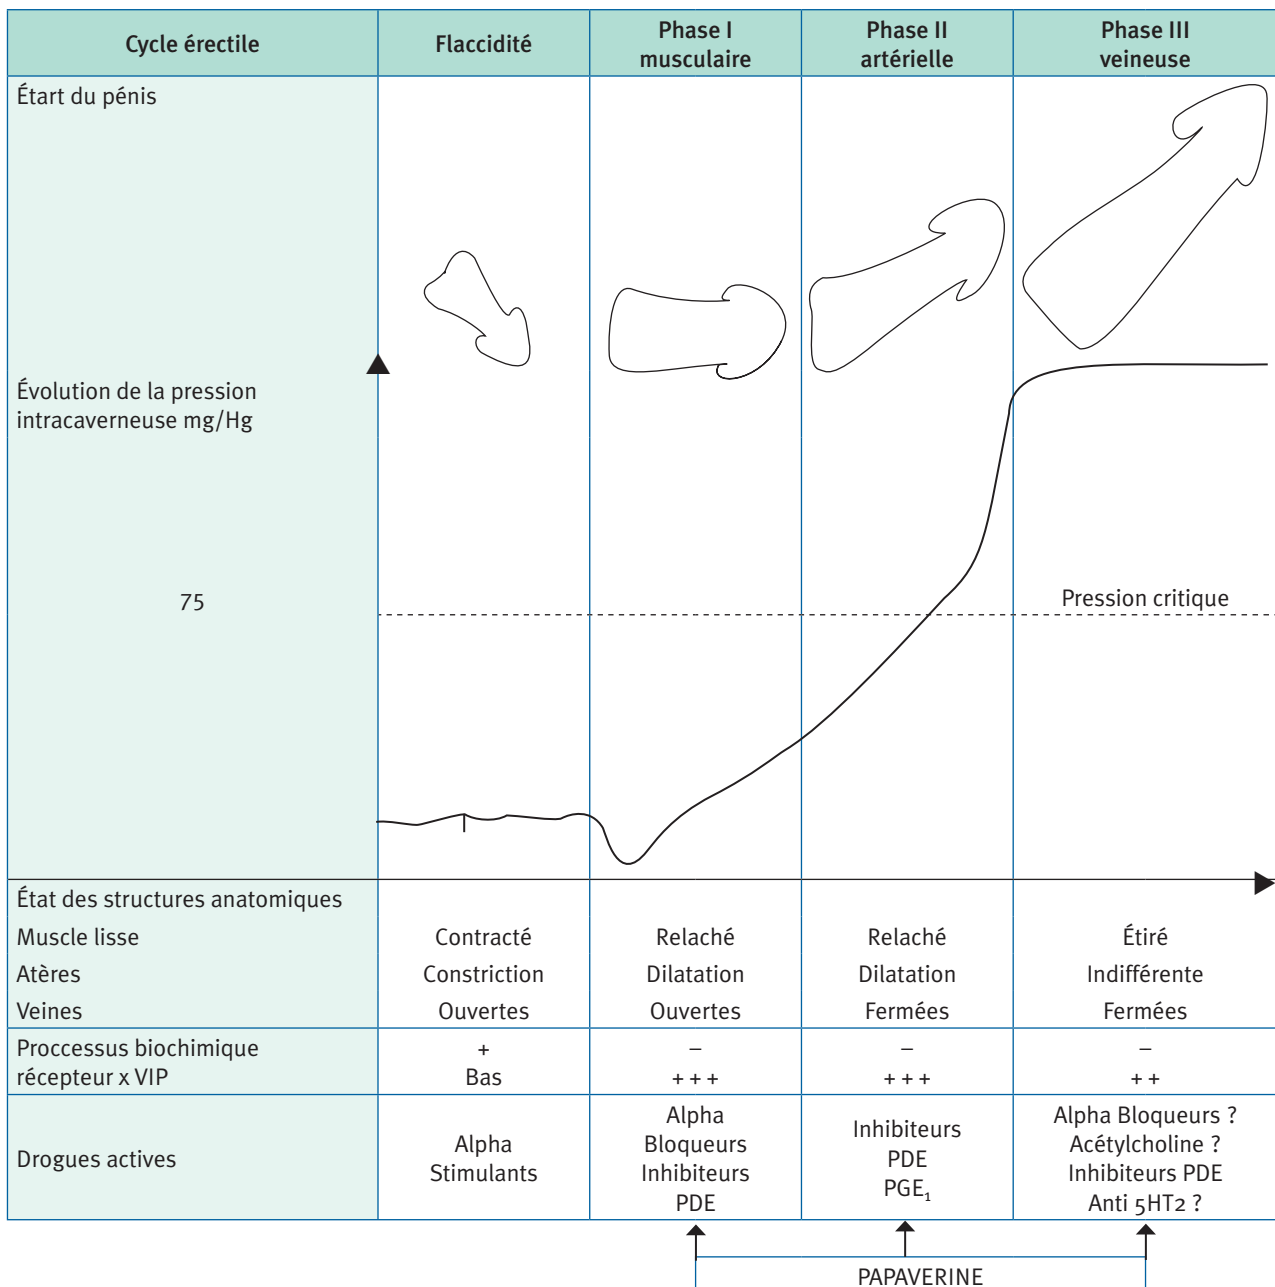 Cycle érectile
Flaccidité
Phase I
musculaire
Phase II
artérielle
Phase III
veineuse
Étart du pénis
Évolution de la pression
intracaverneuse mg/Hg
75
Pression critique
État des structures anatomiques
Muscle lisse
Contracté
Relaché
Relaché
Étiré
Atères
Constriction
Dilatation
Dilatation
Indifférente
Veines
Ouvertes
Ouvertes
Fermées
Fermées
Proccessus biochimique
récepteur x VIP
+
Bas
–
+ + +
–
+ + +
–
+ +
Drogues actives
Alpha
Stimulants
Alpha
Bloqueurs
Inhibiteurs
PDE
Inhibiteurs
PDE
PGE₁
Alpha Bloqueurs ?
Acétylcholine ?
Inhibiteurs PDE
Anti 5HT2 ?
PAPAVERINE